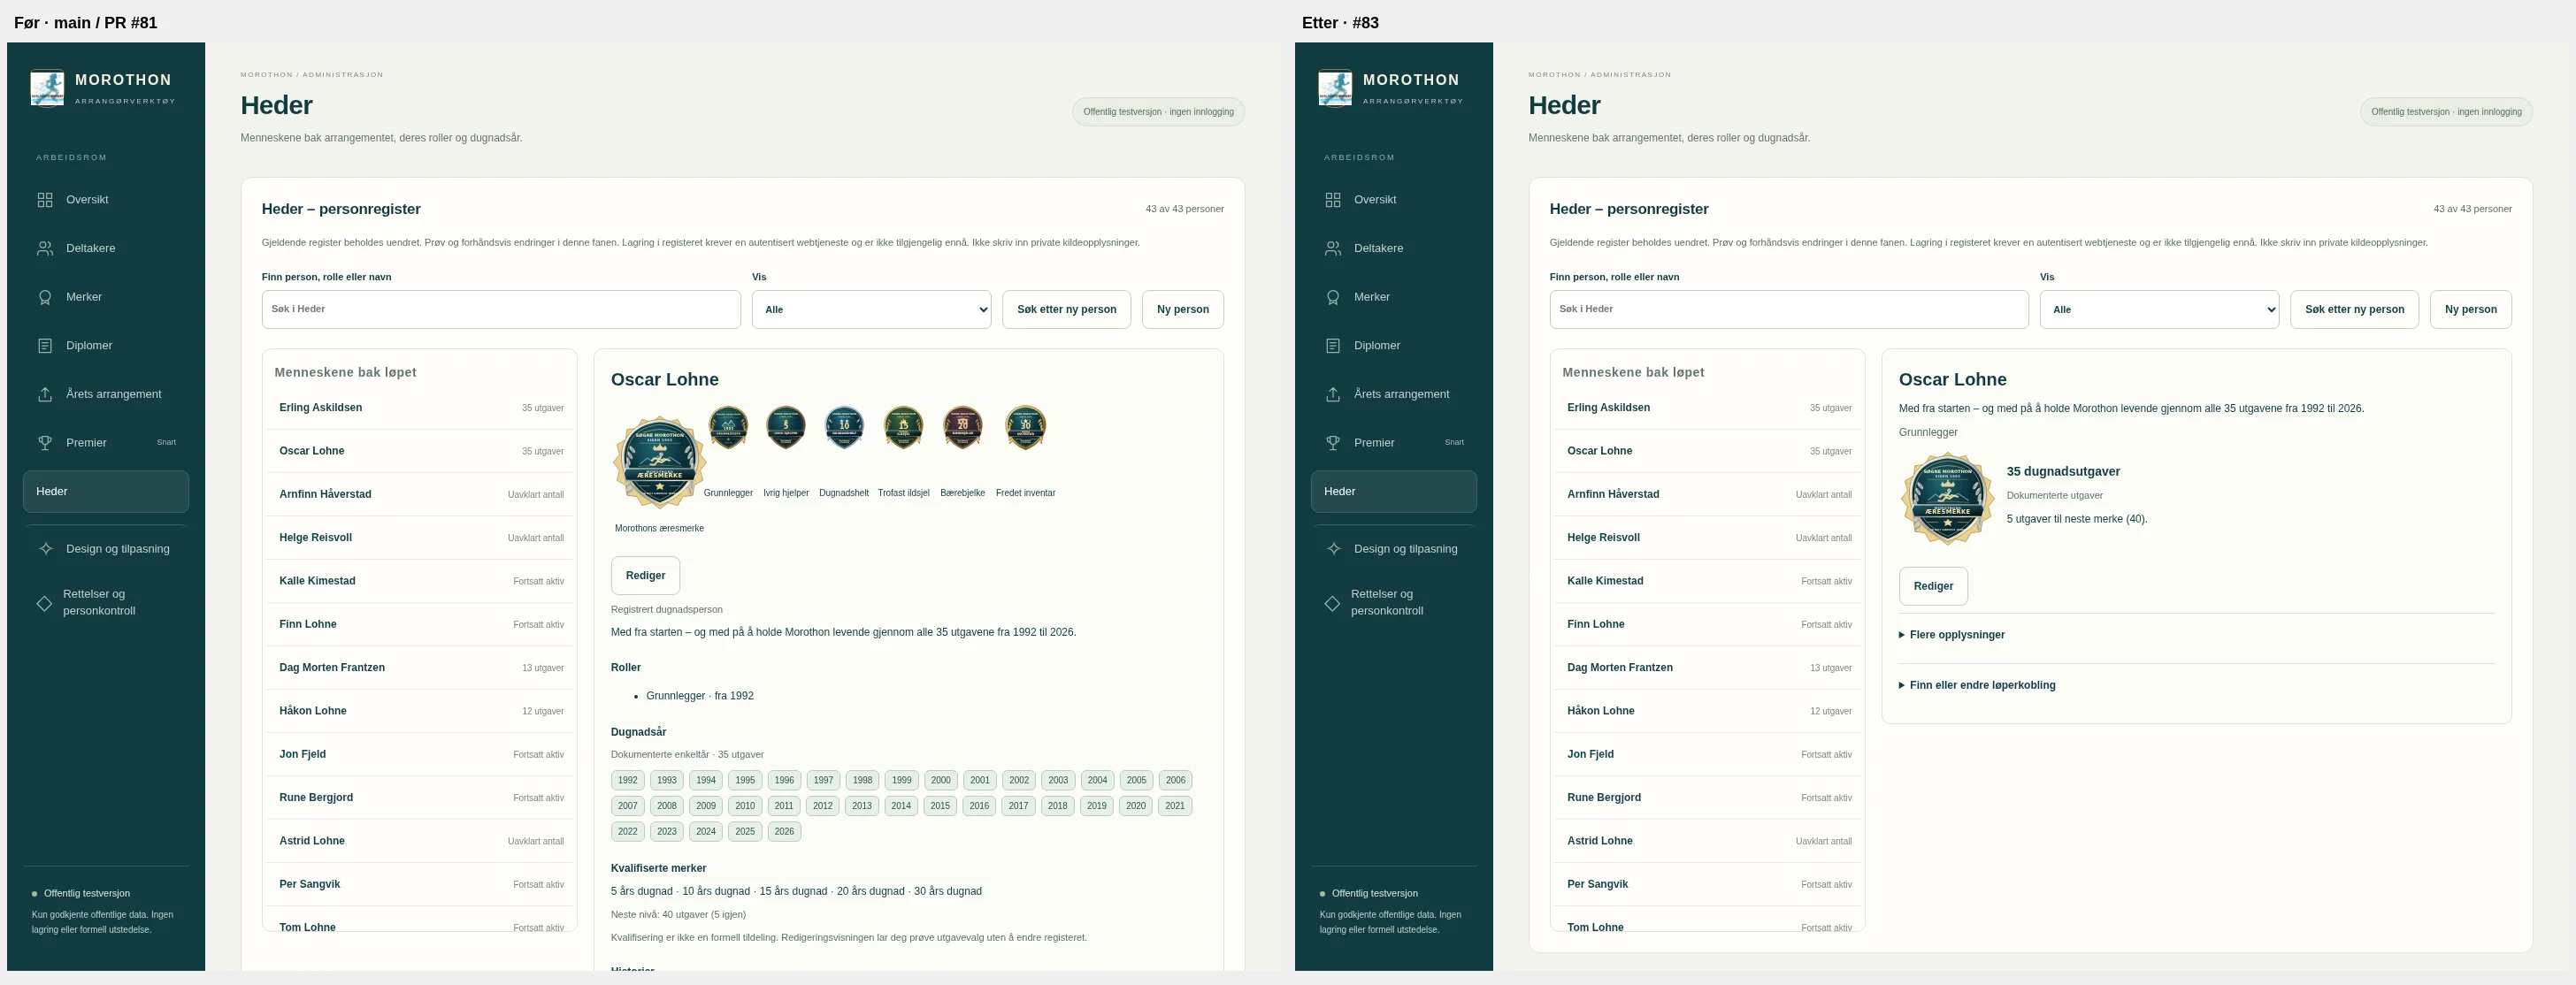 Før · main / PR #81
MOROTHON
ARRANGØRVERKTØY
ARBEIDSROM
Oversikt
Deltakere
Merker
Diplomer
Årets arrangement
Premier Snart
Heder
Design og tilpasning
Rettelser og
personkontroll
Offentlig testversjon
Kun godkjente offentlige data. Ingen
lagring eller formell utstedelse.
MOROTHON / ADMINISTRASJON
Heder
Menneskene bak arrangementet, deres roller og dugnadsår.
Offentlig testversjon · ingen innlogging
Heder – personregister
43 av 43 personer
Gjeldende register beholdes uendret. Prøv og forhåndsvis endringer i denne fanen. Lagring i registeret krever en autentisert webtjeneste og er ikke tilgjengelig ennå. Ikke skriv inn private kildeopplysninger.
Finn person, rolle eller navn
Vis
Søk i Heder
Alle
Søk etter ny person
Ny person
Menneskene bak løpet
Erling Askildsen 35 utgaver
Oscar Lohne 35 utgaver
Arnfinn Håverstad Uavklart antall
Helge Reisvoll Uavklart antall
Kalle Kimestad Fortsatt aktiv
Finn Lohne Fortsatt aktiv
Dag Morten Frantzen 13 utgaver
Håkon Lohne 12 utgaver
Jon Fjeld Fortsatt aktiv
Rune Bergjord Fortsatt aktiv
Astrid Lohne Uavklart antall
Per Sangvik Fortsatt aktiv
Tom Lohne Fortsatt aktiv
Oscar Lohne
SØGNE MOROTHON
ÆRESMERKE
5
10
15
20
30
Morothons æresmerke
Grunnlegger
Ivrig hjelper
Dugnadshelt
Trofast ildsjel
Bærebjelke
Fredet inventar
Rediger
Registrert dugnadsperson
Med fra starten – og med på å holde Morothon levende gjennom alle 35 utgavene fra 1992 til 2026.
Roller
• Grunnlegger · fra 1992
Dugnadsår
Dokumenterte enkeltår · 35 utgaver
1992 1993 1994 1995 1996 1997 1998 1999 2000 2001 2002 2003 2004 2005 2006
2007 2008 2009 2010 2011 2012 2013 2014 2015 2016 2017 2018 2019 2020 2021
2022 2023 2024 2025 2026
Kvalifiserte merker
5 års dugnad · 10 års dugnad · 15 års dugnad · 20 års dugnad · 30 års dugnad
Neste nivå: 40 utgaver (5 igjen)
Kvalifisering er ikke en formell tildeling. Redigeringsvisningen lar deg prøve utgavevalg uten å endre registeret.
Historier
Etter · #83
MOROTHON
ARRANGØRVERKTØY
ARBEIDSROM
Oversikt
Deltakere
Merker
Diplomer
Årets arrangement
Premier Snart
Heder
Design og tilpasning
Rettelser og
personkontroll
Offentlig testversjon
Kun godkjente offentlige data. Ingen
lagring eller formell utstedelse.
MOROTHON / ADMINISTRASJON
Heder
Menneskene bak arrangementet, deres roller og dugnadsår.
Offentlig testversjon · ingen innlogging
Heder – personregister
43 av 43 personer
Gjeldende register beholdes uendret. Prøv og forhåndsvis endringer i denne fanen. Lagring i registeret krever en autentisert webtjeneste og er ikke tilgjengelig ennå. Ikke skriv inn private kildeopplysninger.
Finn person, rolle eller navn
Vis
Søk i Heder
Alle
Søk etter ny person
Ny person
Menneskene bak løpet
Erling Askildsen 35 utgaver
Oscar Lohne 35 utgaver
Arnfinn Håverstad Uavklart antall
Helge Reisvoll Uavklart antall
Kalle Kimestad Fortsatt aktiv
Finn Lohne Fortsatt aktiv
Dag Morten Frantzen 13 utgaver
Håkon Lohne 12 utgaver
Jon Fjeld Fortsatt aktiv
Rune Bergjord Fortsatt aktiv
Astrid Lohne Uavklart antall
Per Sangvik Fortsatt aktiv
Tom Lohne Fortsatt aktiv
Oscar Lohne
Med fra starten – og med på å holde Morothon levende gjennom alle 35 utgavene fra 1992 til 2026.
Grunnlegger
SØGNE MOROTHON
ÆRESMERKE
35 dugnadsutgaver
Dokumenterte utgaver
5 utgaver til neste merke (40).
Rediger
Flere opplysninger
Finn eller endre løperkobling